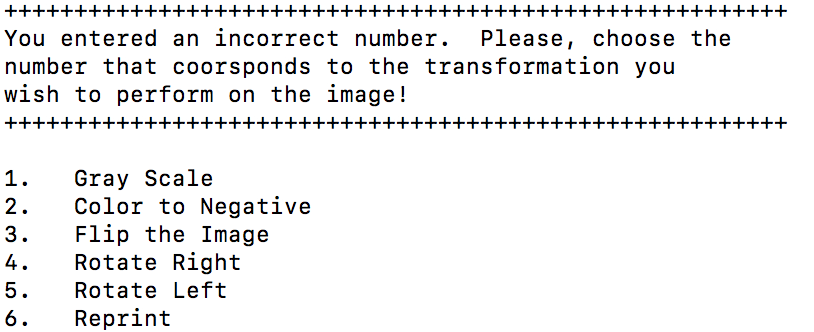 ++++++++++++++++++++++++++++++++++++++++++++++++++++++++
You entered an incorrect number.  Please, choose the
number that coorsponds to the transformation you
wish to perform on the image!
++++++++++++++++++++++++++++++++++++++++++++++++++++++++
1.   Gray Scale
2.   Color to Negative
3.   Flip the Image
4.   Rotate Right
5.   Rotate Left
6.   Reprint